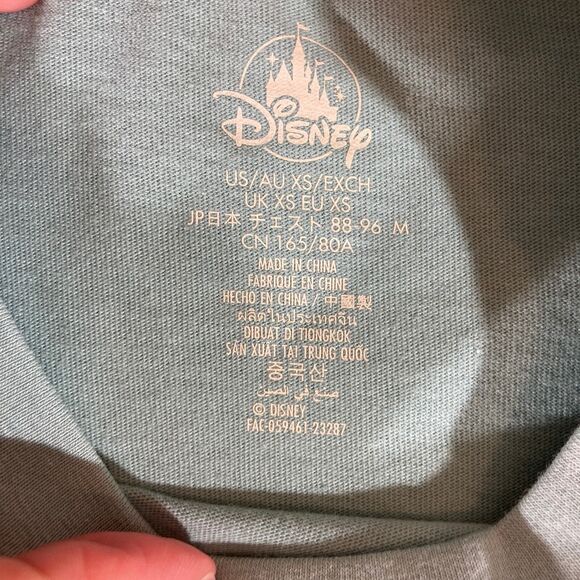 Disney
US/AU XS/EXCH
UK XS EU XS
JP日本 チェスト 88-96 M
CN 165/80A
MADE IN CHINA
FABRIQUE EN CHINE
HECHO EN CHINA / 中國製
ผลิตในประเทศจีน
DIBUAT DI TIONGKOK
SẢN XUẤT TẠI TRUNG QUỐC
중국산
صنع في الصين
© DISNEY
FAC-059461-23287